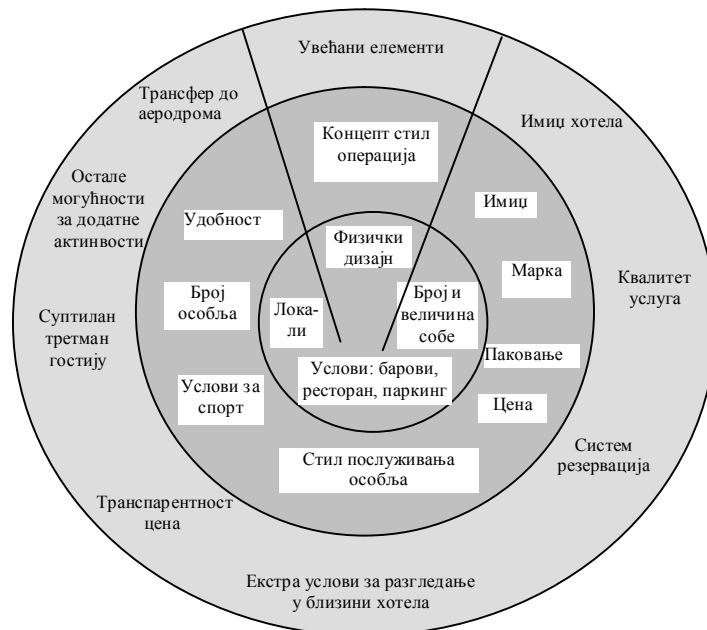 Увећани елементи
Трансфер до
аеродрома
Имиџ хотела
Концепт стил
операција
Остале
могућности
за додатне
актинвости
Имиџ
Удобност
Физички
дизајн
Марка
Квалитет
услуга
Број
особља
Лока-
ли
Број и
величина
собе
Суптилан
третман
гостију
Паковање
Услови: барови,
ресторан, паркинг
Услови за
спорт
Цена
Систем
резервација
Стил послуживања
особља
Транспарентност
цена
Екстра услови за разгледање
у близини хотела